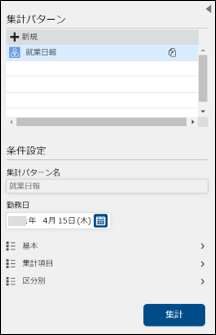 集計パターン
新規
就業日報
条件設定
集計パターン名
就業日報
勤務日
年 4月15日(木)
基本
集計項目
区分別
集計